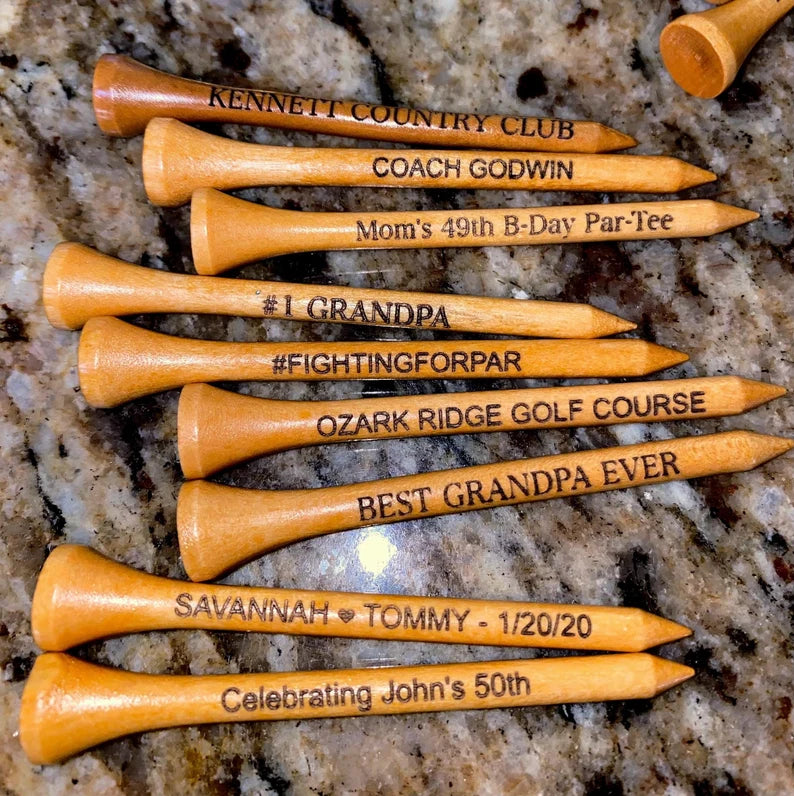 KENNETT COUNTRY CLUB
COACH GODWIN
Mom's 49th B-Day Par-Tee
#1 GRANDPA
#FIGHTINGFORPAR
OZARK RIDGE GOLF COURSE
BEST GRANDPA EVER
SAVANNAH ♥ TOMMY - 1/20/20
Celebrating John's 50th